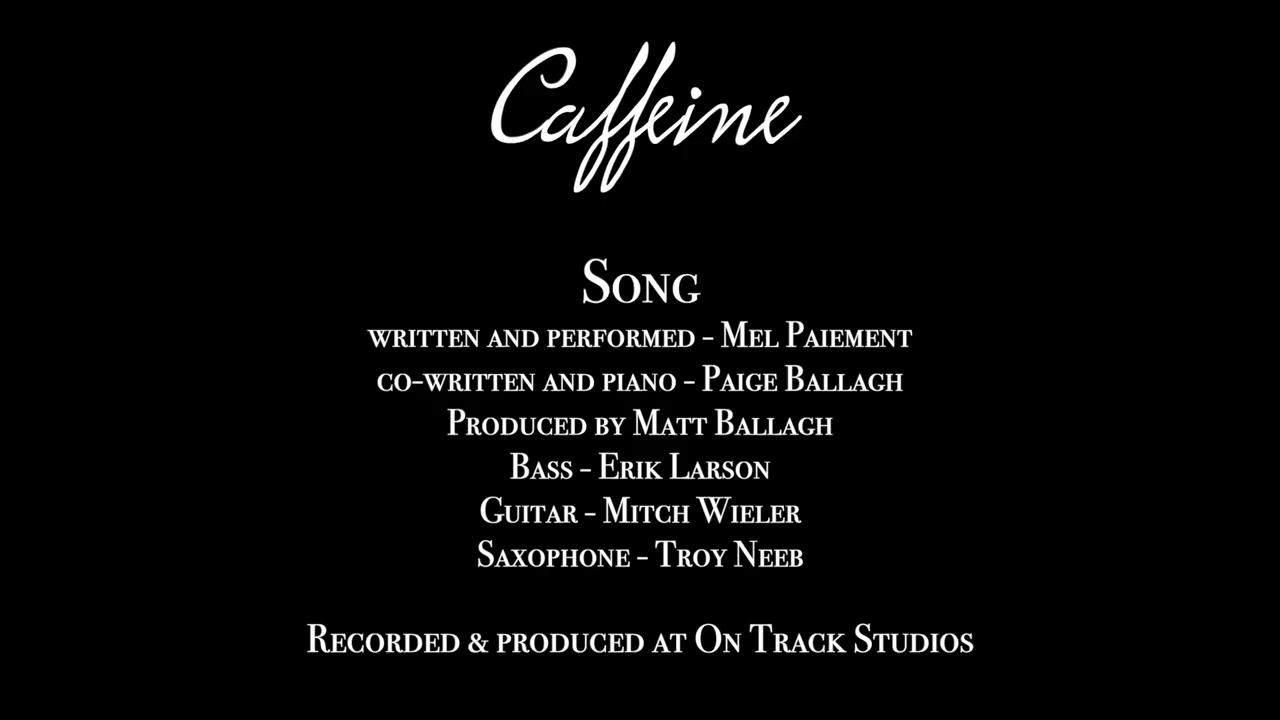 Caffeine
Song
written and performed - Mel Paiement
co-written and piano - Paige Ballagh
Produced by Matt Ballagh
Bass - Erik Larson
Guitar - Mitch Wieler
Saxophone - Troy Neeb
Recorded & produced at On Track Studios